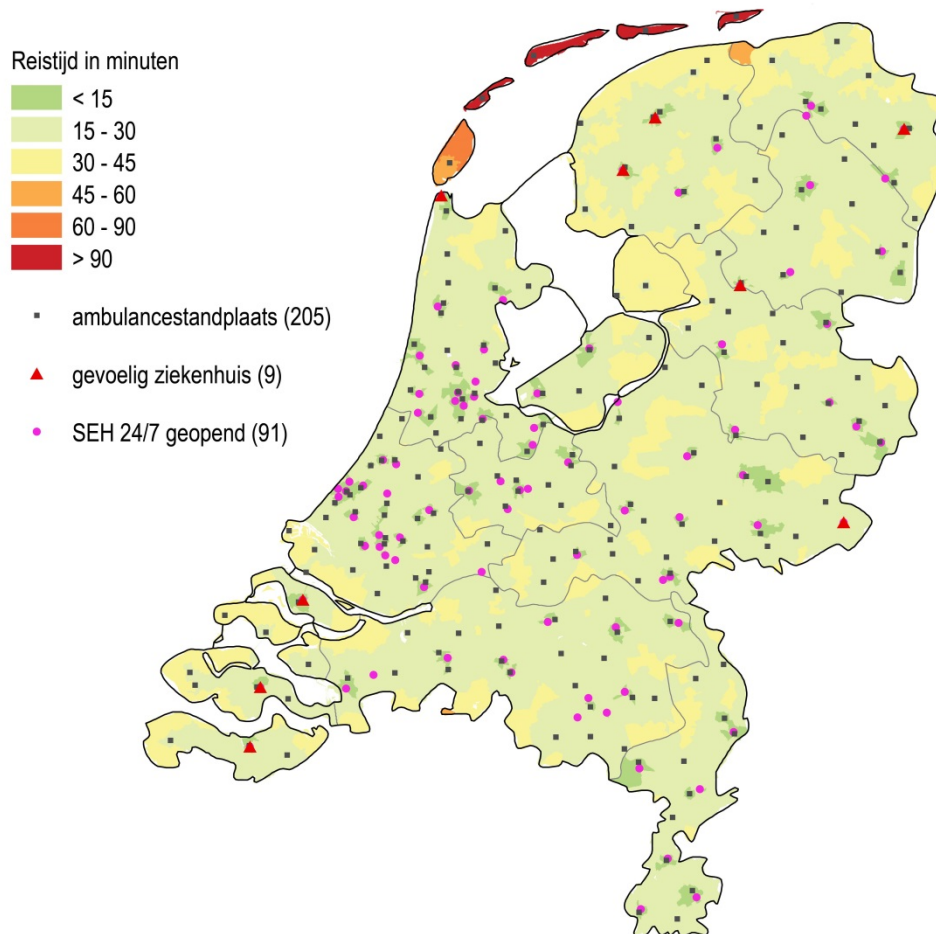 Reistijd in minuten
< 15
15 - 30
30 - 45
45 - 60
60 - 90
> 90
ambulancestandplaats (205)
gevoelig ziekenhuis (9)
SEH 24/7 geopend (91)